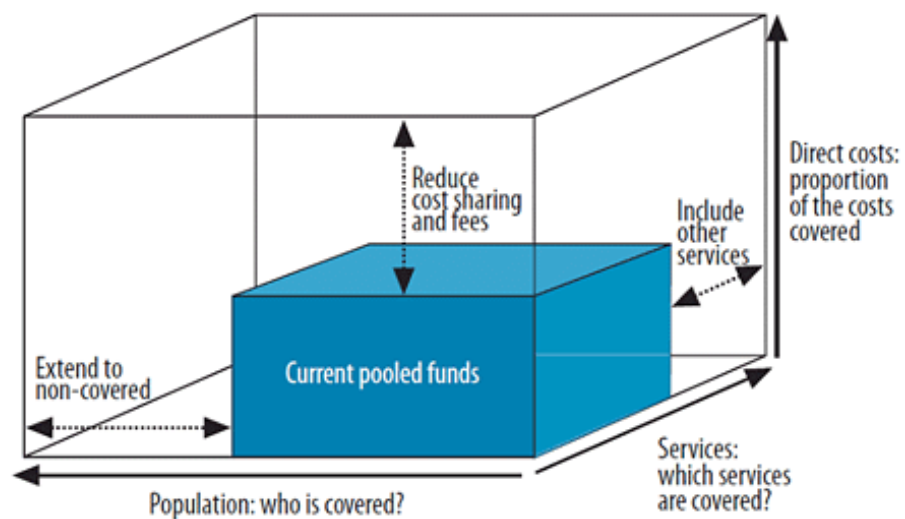 Reduce
cost sharing
and fees
Direct costs:
proportion
of the costs
covered
Include
other
services
Extend to
non-covered
Current pooled funds
Services:
which services
are covered?
Population: who is covered?